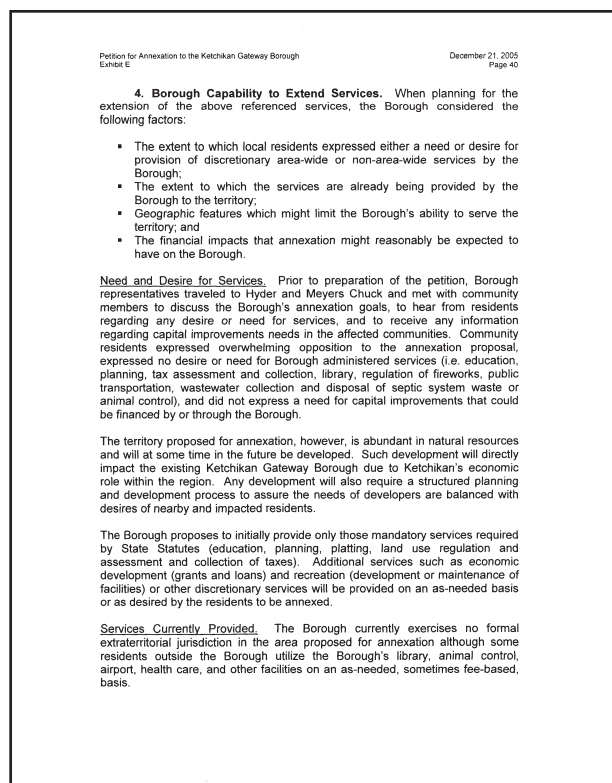 Petition for Annexation to the Ketchikan Gateway Borough December 21, 2005
Exhibit E Page 40
4. Borough Capability to Extend Services. When planning for the
extension of the above referenced services, the Borough considered the
following factors:
▪ The extent to which local residents expressed either a need or desire for
provision of discretionary area-wide or non-area-wide services by the
Borough;
▪ The extent to which the services are already being provided by the
Borough to the territory;
▪ Geographic features which might limit the Borough's ability to serve the
territory; and
▪ The financial impacts that annexation might reasonably be expected to
have on the Borough.
Need and Desire for Services. Prior to preparation of the petition, Borough
representatives traveled to Hyder and Meyers Chuck and met with community
members to discuss the Borough's annexation goals, to hear from residents
regarding any desire or need for services, and to receive any information
regarding capital improvements needs in the affected communities. Community
residents expressed overwhelming opposition to the annexation proposal,
expressed no desire or need for Borough administered services (i.e. education,
planning, tax assessment and collection, library, regulation of fireworks, public
transportation, wastewater collection and disposal of septic system waste or
animal control), and did not express a need for capital improvements that could
be financed by or through the Borough.
The territory proposed for annexation, however, is abundant in natural resources
and will at some time in the future be developed. Such development will directly
impact the existing Ketchikan Gateway Borough due to Ketchikan's economic
role within the region. Any development will also require a structured planning
and development process to assure the needs of developers are balanced with
desires of nearby and impacted residents.
The Borough proposes to initially provide only those mandatory services required
by State Statutes (education, planning, platting, land use regulation and
assessment and collection of taxes). Additional services such as economic
development (grants and loans) and recreation (development or maintenance of
facilities) or other discretionary services will be provided on an as-needed basis
or as desired by the residents to be annexed.
Services Currently Provided. The Borough currently exercises no formal
extraterritorial jurisdiction in the area proposed for annexation although some
residents outside the Borough utilize the Borough's library, animal control,
airport, health care, and other facilities on an as-needed, sometimes fee-based,
basis.